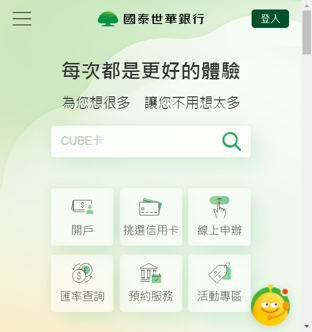 國泰世華銀行
登入
每次都是更好的體驗
為您想很多 讓您不用想太多
CUBE卡
開戶
挑選信用卡
線上申辦
匯率查詢
預約服務
活動專區